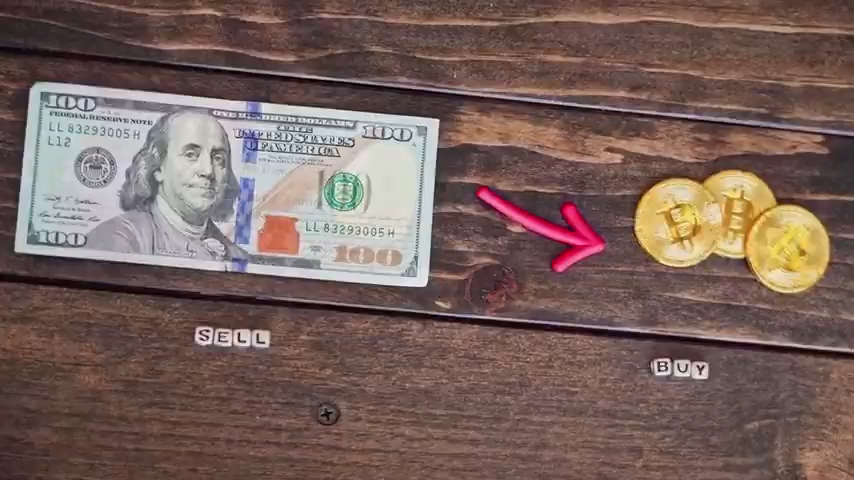 100
FEDERAL RESERVE NOTE
LL 83293005 H
L12
THE
UNITED STATES
OF AMERICA
100
LL 83293005 H
100
100
SELL
BUY